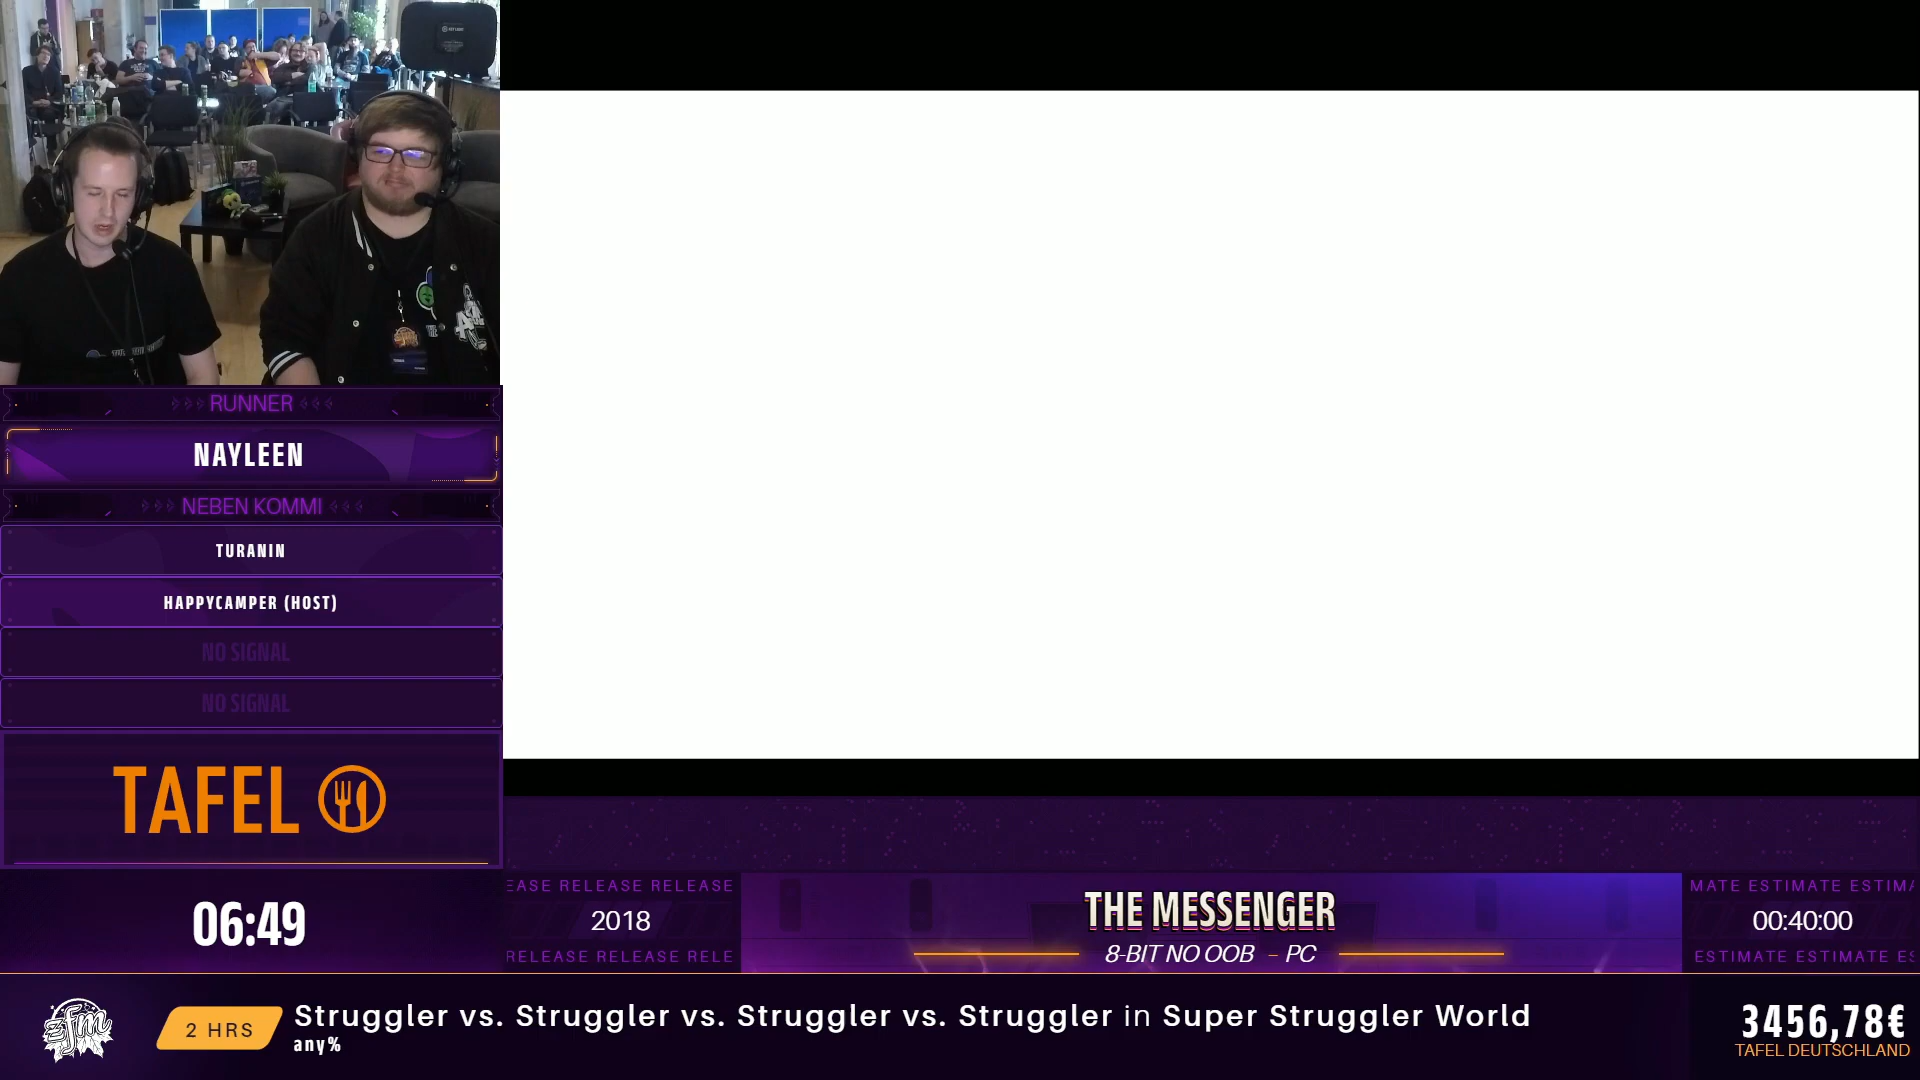 >>> RUNNER <<<
NAYLEEN
>>> NEBEN KOMMI <<<
TURANIN
HAPPYCAMPER (HOST)
NO SIGNAL
NO SIGNAL
TAFEL
06:49
EASE RELEASE RELEASE
2018
RELEASE RELEASE RELE
THE MESSENGER
8-BIT NO OOB – PC
MATE ESTIMATE ESTIMA
00:40:00
ESTIMATE ESTIMATE ES
zfm
2 HRS
Struggler vs. Struggler vs. Struggler vs. Struggler in Super Struggler World
any%
3456,78€
TAFEL DEUTSCHLAND